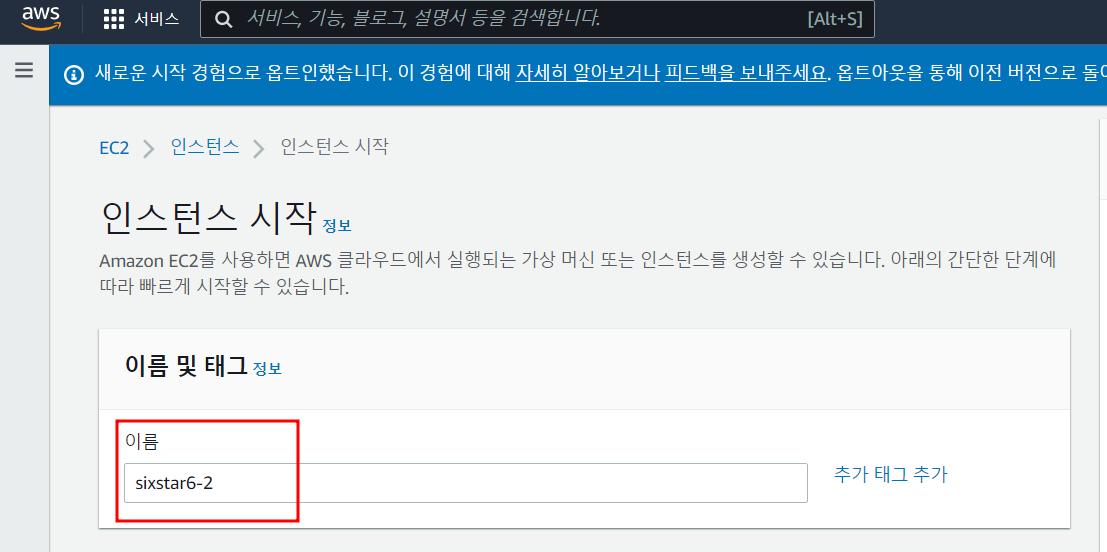 aws
서비스
서비스, 기능, 블로그, 설명서 등을 검색합니다.
[Alt+S]
새로운 시작 경험으로 옵트인했습니다. 이 경험에 대해 자세히 알아보거나 피드백을 보내주세요. 옵트아웃을 통해 이전 버전으로
EC2
인스턴스
인스턴스 시작
인스턴스 시작 정보
Amazon EC2를 사용하면 AWS 클라우드에서 실행되는 가상 머신 또는 인스턴스를 생성할 수 있습니다. 아래의 간단한 단계에
따라 빠르게 시작할 수 있습니다.
이름 및 태그 정보
이름
sixstar6-2
추가 태그 추가